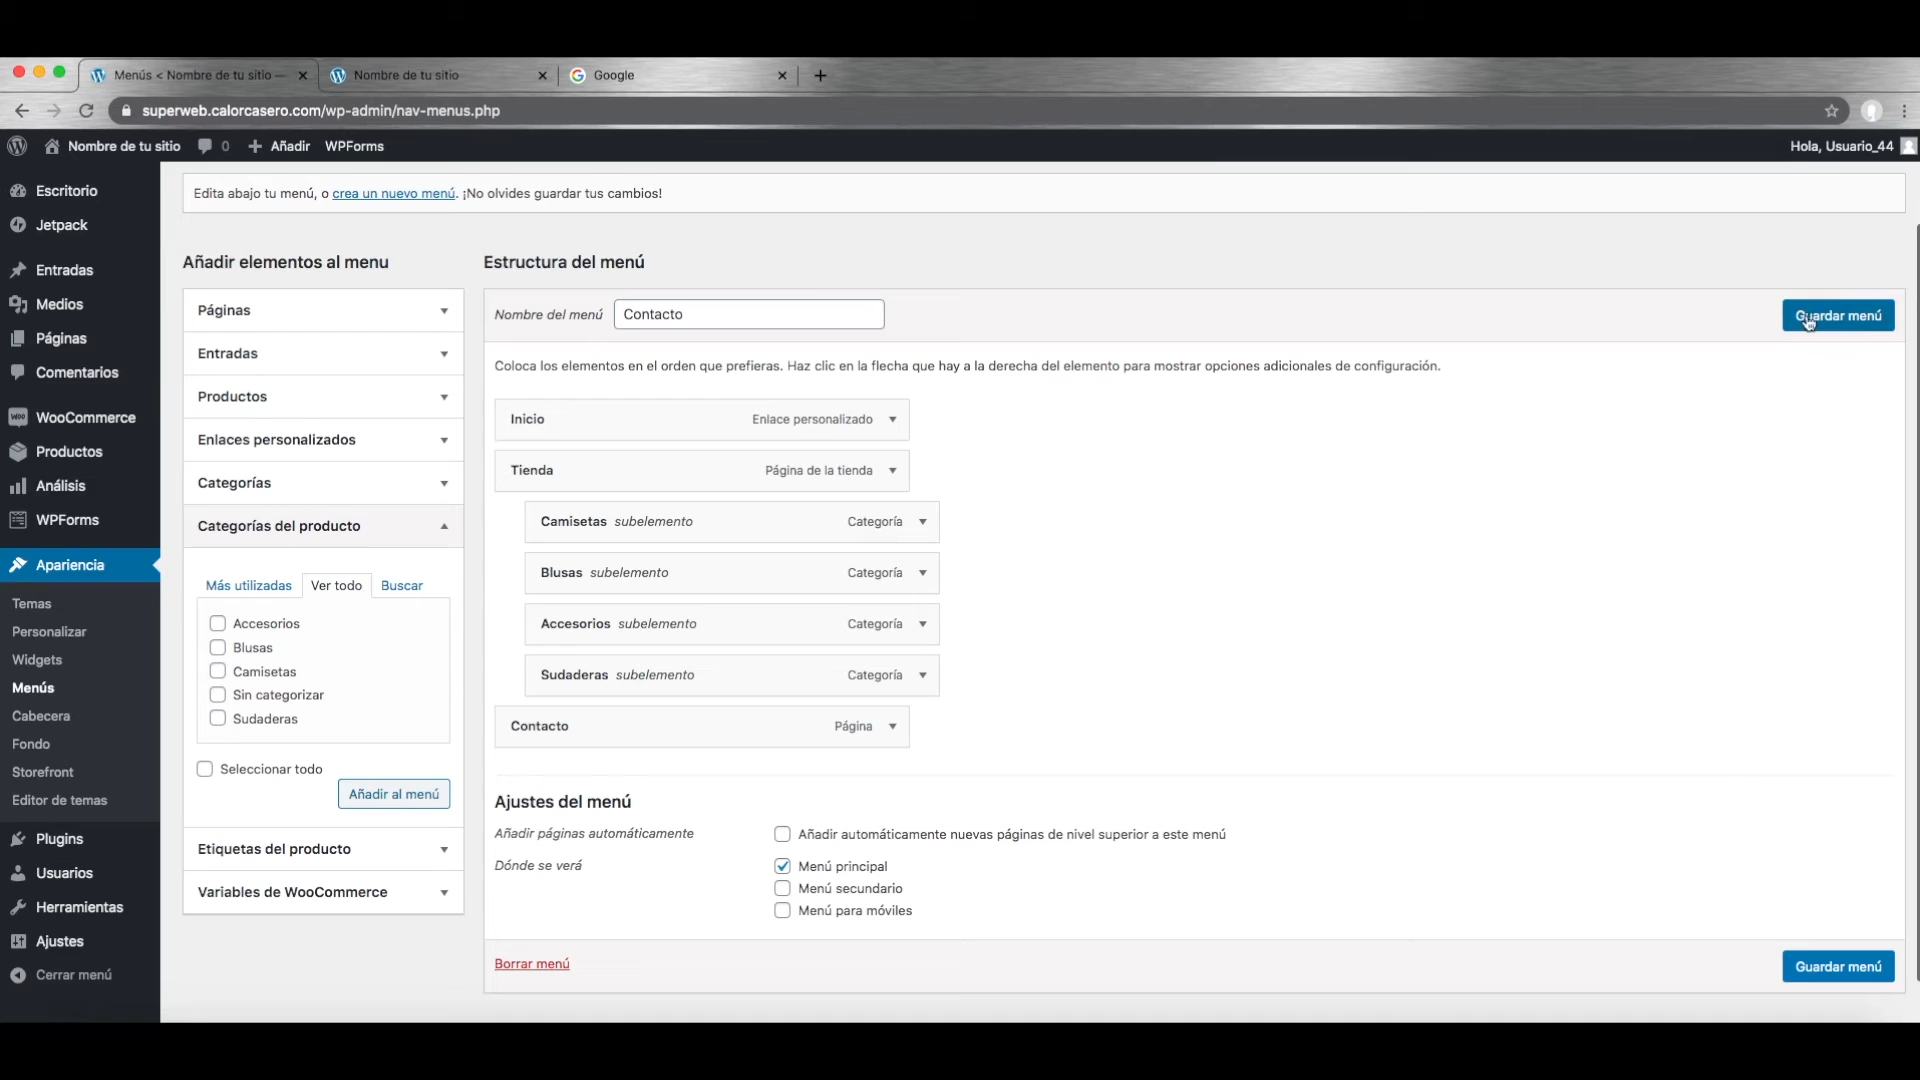 Menús < Nombre de tu sitio —
Nombre de tu sitio
Google
superweb.calorcasero.com/wp-admin/nav-menus.php
Nombre de tu sitio 0 Añadir WPForms
Hola, Usuario_44
Escritorio
Jetpack
Entradas
Medios
Páginas
Comentarios
WooCommerce
Productos
Análisis
WPForms
Apariencia
Temas
Personalizar
Widgets
Menús
Cabecera
Fondo
Storefront
Editor de temas
Plugins
Usuarios
Herramientas
Ajustes
Cerrar menú
Edita abajo tu menú, o crea un nuevo menú. ¡No olvides guardar tus cambios!
Añadir elementos al menu
Páginas
Entradas
Productos
Enlaces personalizados
Categorías
Categorías del producto
Más utilizadas Ver todo Buscar
Accesorios
Blusas
Camisetas
Sin categorizar
Sudaderas
Seleccionar todo
Añadir al menú
Etiquetas del producto
Variables de WooCommerce
Estructura del menú
Nombre del menú Contacto
Guardar menú
Coloca los elementos en el orden que prefieras. Haz clic en la flecha que hay a la derecha del elemento para mostrar opciones adicionales de configuración.
Inicio Enlace personalizado
Tienda Página de la tienda
Camisetas subelemento Categoría
Blusas subelemento Categoría
Accesorios subelemento Categoría
Sudaderas subelemento Categoría
Contacto Página
Ajustes del menú
Añadir páginas automáticamente Añadir automáticamente nuevas páginas de nivel superior a este menú
Dónde se verá Menú principal
Menú secundario
Menú para móviles
Borrar menú
Guardar menú